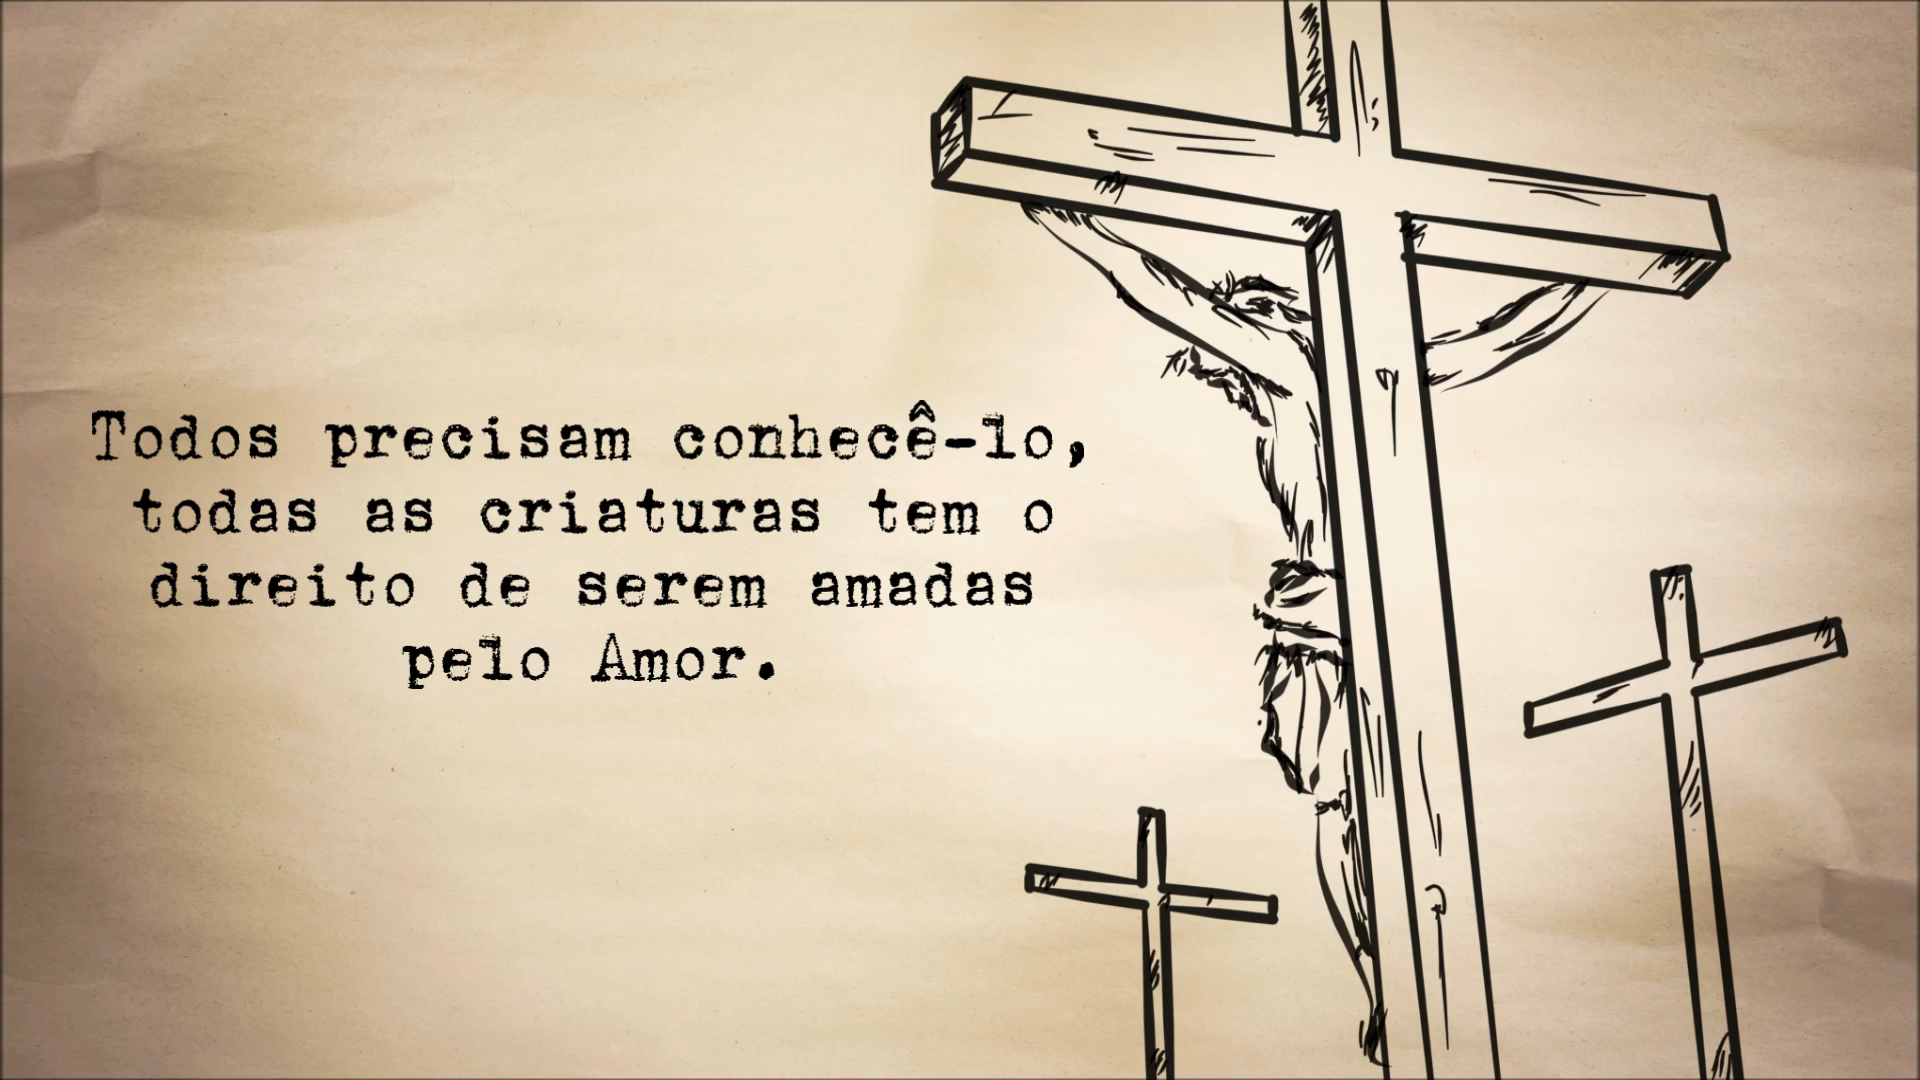 Todos precisam conhecê-lo,
todas as criaturas tem o
direito de serem amadas
pelo Amor.